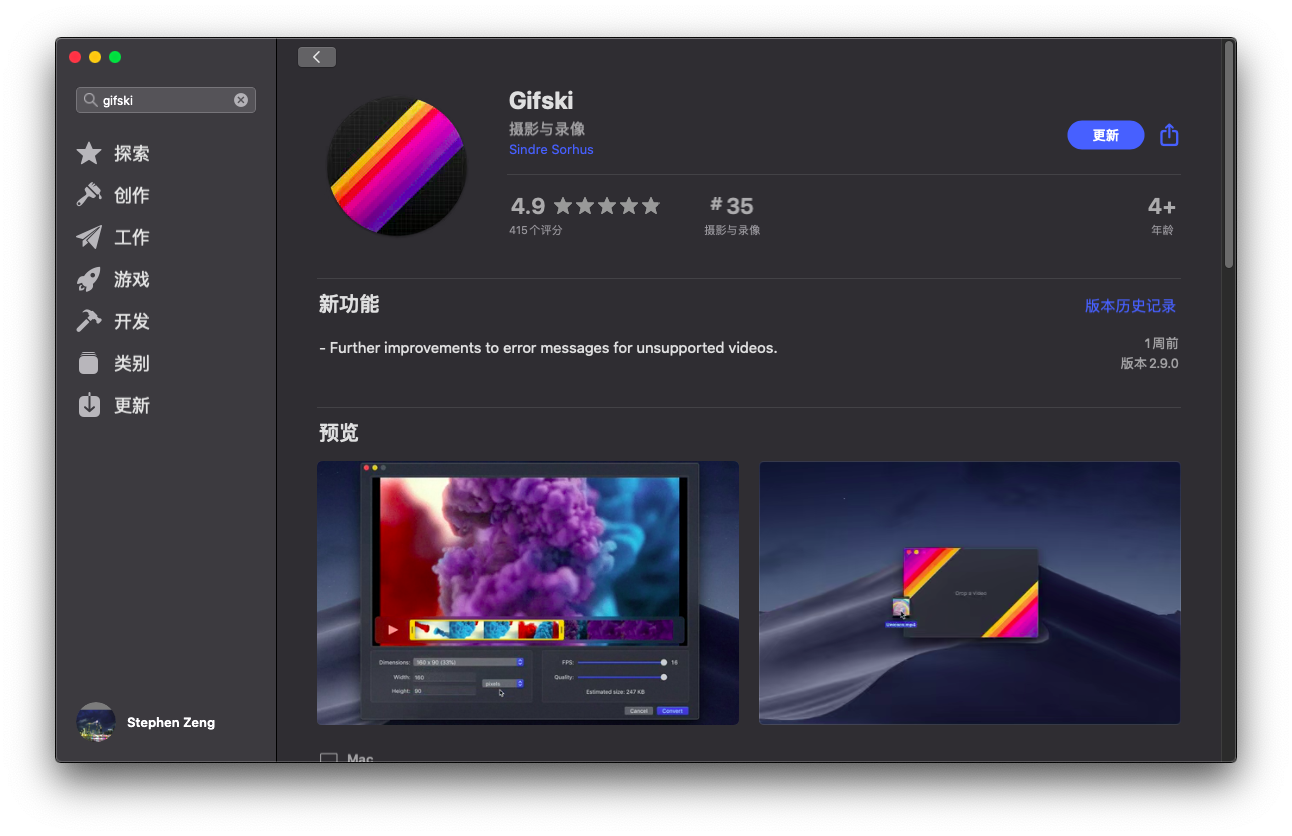 gifski
探索
创作
工作
游戏
开发
类别
更新
Stephen Zeng
Gifski
摄影与录像
Sindre Sorhus
更新
4.9
415个评分
#35
摄影与录像
4+
年龄
新功能
版本历史记录
- Further improvements to error messages for unsupported videos.
1周前
版本 2.9.0
预览
Dimensions: 160 x 90 (33%)
Width: 160
Height: 90
pixels
FPS: 16
Quality:
Estimated size: 247 KB
Cancel
Convert
Drop a Video
Mac